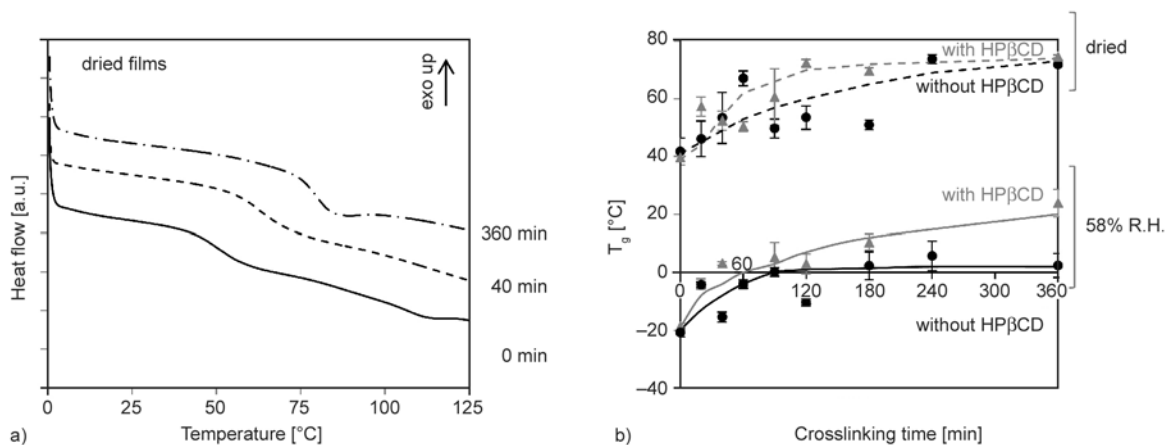 dried films
exo up
Heat flow [a.u.]
360 min
40 min
0 min
0
25
50
75
100
125
Temperature [°C]
a)
80
60
40
20
0
–20
–40
Tg [°C]
with HPβCD
without HPβCD
dried
with HPβCD
58% R.H.
0
60
120
180
240
300
360
without HPβCD
Crosslinking time [min]
b)